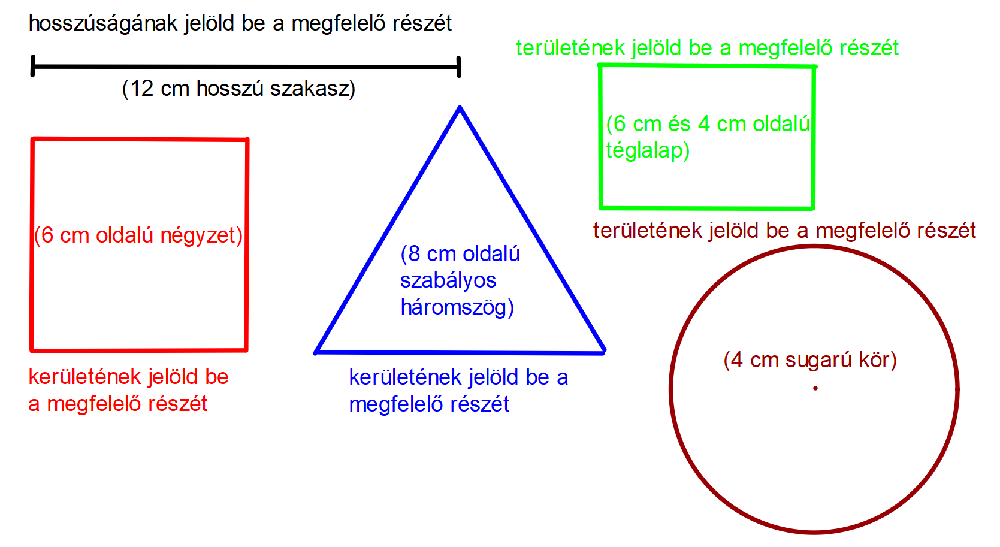 hosszúságának jelöld be a megfelelő részét
(12 cm hosszú szakasz)
területének jelöld be a megfelelő részét
(6 cm és 4 cm oldalú
téglalap)
(6 cm oldalú négyzet)
kerületének jelöld be
a megfelelő részét
(8 cm oldalú
szabályos
háromszög)
kerületének jelöld be a
megfelelő részét
területének jelöld be a megfelelő részét
(4 cm sugarú kör)